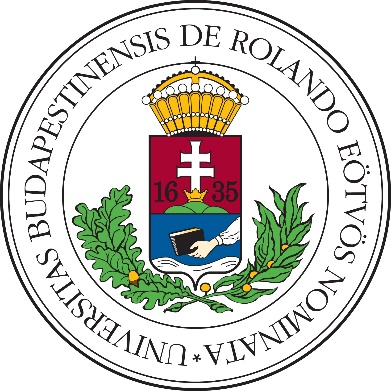 UNIVERSITAS BUDAPESTINENSIS DE ROLANDO EÖTVÖS NOMINATA *
16 35